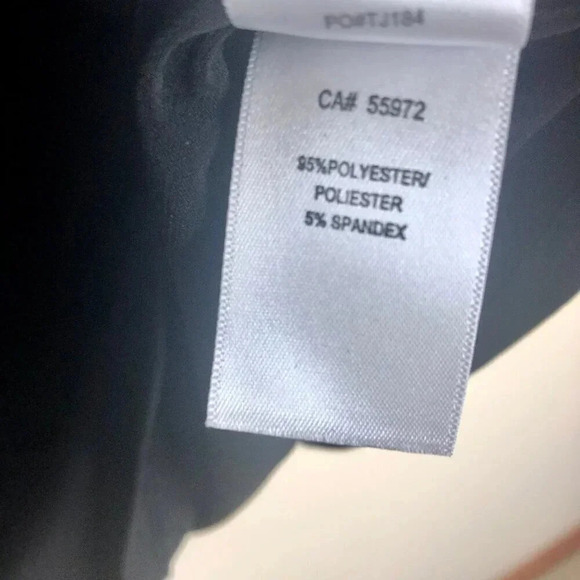 PO#TJ184
CA# 55972
95%POLYESTER/
POLIESTER
5% SPANDEX